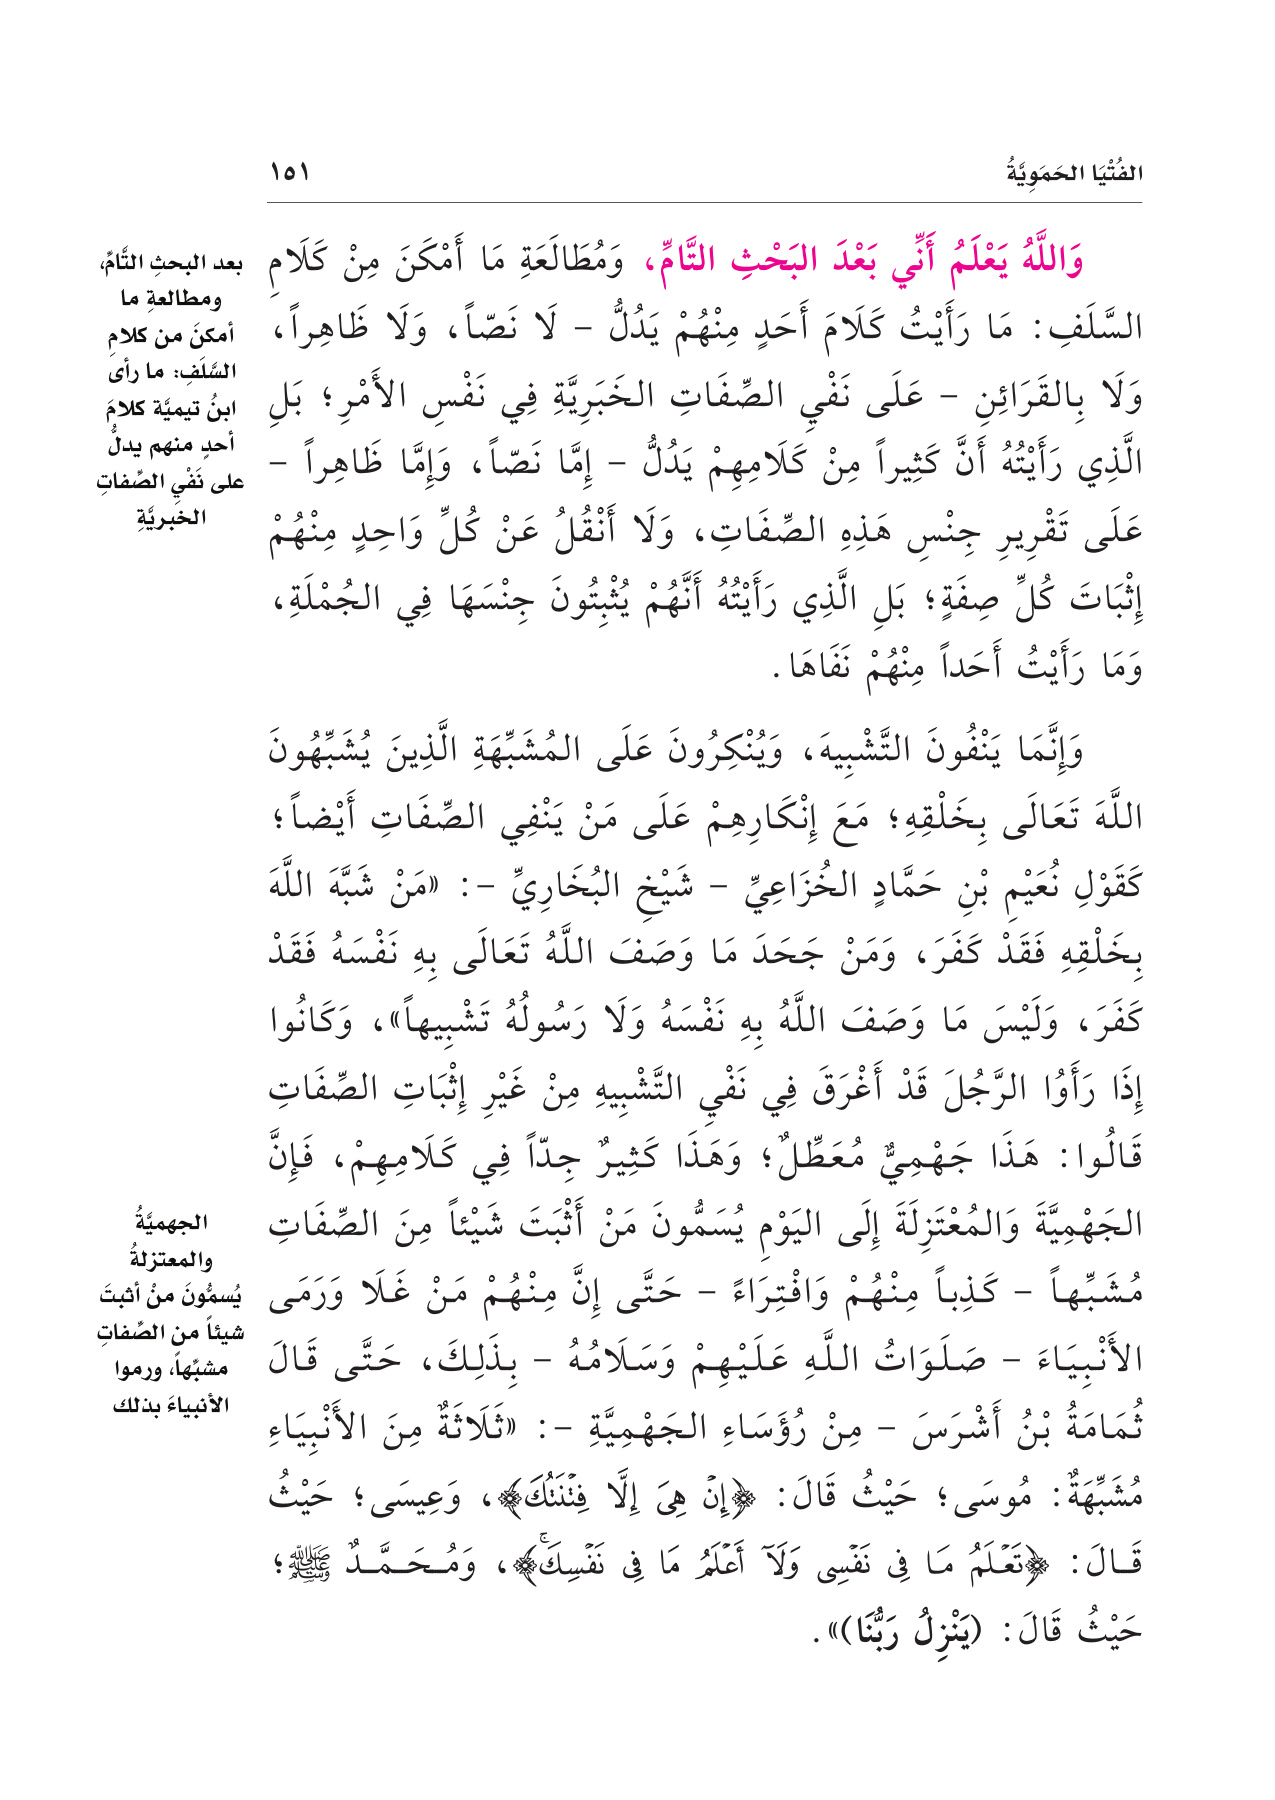 الفُتْيَا الحَمَوِيَّةُ
١٥١
وَاللَّهُ يَعْلَمُ أَنِّي بَعْدَ البَحْثِ التَّامِّ، وَمُطَالَعَةِ مَا أَمْكَنَ مِنْ كَلَامِ
السَّلَفِ: مَا رَأَيْتُ كَلَامَ أَحَدٍ مِنْهُمْ يَدُلُّ – لَا نَصّاً، وَلَا ظَاهِراً،
وَلَا بِالقَرَائِنِ – عَلَى نَفْيِ الصِّفَاتِ الخَبَرِيَّةِ فِي نَفْسِ الأَمْرِ؛ بَلِ
الَّذِي رَأَيْتُهُ أَنَّ كَثِيراً مِنْ كَلَامِهِمْ يَدُلُّ – إِمَّا نَصّاً، وَإِمَّا ظَاهِراً –
عَلَى تَقْرِيرِ جِنْسِ هَذِهِ الصِّفَاتِ، وَلَا أَنْقُلُ عَنْ كُلِّ وَاحِدٍ مِنْهُمْ
إِثْبَاتَ كُلِّ صِفَةٍ؛ بَلِ الَّذِي رَأَيْتُهُ أَنَّهُمْ يُثْبِتُونَ جِنْسَهَا فِي الجُمْلَةِ،
وَمَا رَأَيْتُ أَحَداً مِنْهُمْ نَفَاهَا.
وَإِنَّمَا يَنْفُونَ التَّشْبِيهَ، وَيُنْكِرُونَ عَلَى المُشَبِّهَةِ الَّذِينَ يُشَبِّهُونَ
اللَّهَ تَعَالَى بِخَلْقِهِ؛ مَعَ إِنْكَارِهِمْ عَلَى مَنْ يَنْفِي الصِّفَاتِ أَيْضاً؛
كَقَوْلِ نُعَيْمِ بْنِ حَمَّادٍ الخُزَاعِيِّ – شَيْخِ البُخَارِيِّ –: «مَنْ شَبَّهَ اللَّهَ
بِخَلْقِهِ فَقَدْ كَفَرَ، وَمَنْ جَحَدَ مَا وَصَفَ اللَّهُ تَعَالَى بِهِ نَفْسَهُ فَقَدْ
كَفَرَ، وَلَيْسَ مَا وَصَفَ اللَّهُ بِهِ نَفْسَهُ وَلَا رَسُولُهُ تَشْبِيهاً»، وَكَانُوا
إِذَا رَأَوُا الرَّجُلَ قَدْ أَغْرَقَ فِي نَفْيِ التَّشْبِيهِ مِنْ غَيْرِ إِثْبَاتِ الصِّفَاتِ
قَالُوا: هَذَا جَهْمِيٌّ مُعَطِّلٌ؛ وَهَذَا كَثِيرٌ جِدّاً فِي كَلَامِهِمْ، فَإِنَّ
الجَهْمِيَّةَ وَالمُعْتَزِلَةَ إِلَى اليَوْمِ يُسَمُّونَ مَنْ أَثْبَتَ شَيْئاً مِنَ الصِّفَاتِ
مُشَبِّهاً – كَذِباً مِنْهُمْ وَافْتِرَاءً – حَتَّى إِنَّ مِنْهُمْ مَنْ غَلَا وَرَمَى
الأَنْبِيَاءَ – صَلَوَاتُ اللَّهِ عَلَيْهِمْ وَسَلَامُهُ – بِذَلِكَ، حَتَّى قَالَ
ثُمَامَةُ بْنُ أَشْرَسَ – مِنْ رُؤَسَاءِ الجَهْمِيَّةِ –: «ثَلَاثَةٌ مِنَ الأَنْبِيَاءِ
مُشَبِّهَةٌ: مُوسَى؛ حَيْثُ قَالَ: ﴿إِنْ هِىَ إِلَّا فِتْنَتُكَ﴾، وَعِيسَى؛ حَيْثُ
قَالَ: ﴿تَعْلَمُ مَا فِى نَفْسِى وَلَآ أَعْلَمُ مَا فِى نَفْسِكَۚ﴾، وَمُحَمَّدٌ ﷺ؛
حَيْثُ قَالَ: (يَنْزِلُ رَبُّنَا)».
بعد البحثِ التَّامِّ،
ومطالعةِ ما
أمكنَ من كلامِ
السَّلَفِ: ما رأى
ابنُ تيميَّة كلامَ
أحدٍ منهم يدلُّ
على نَفْيِ الصِّفاتِ
الخبريَّةِ
الجهميَّةُ
والمعتزلةُ
يُسمُّونَ منْ أثبتَ
شيئاً من الصِّفاتِ
مشبِّهاً، ورموا
الأنبياءَ بذلك